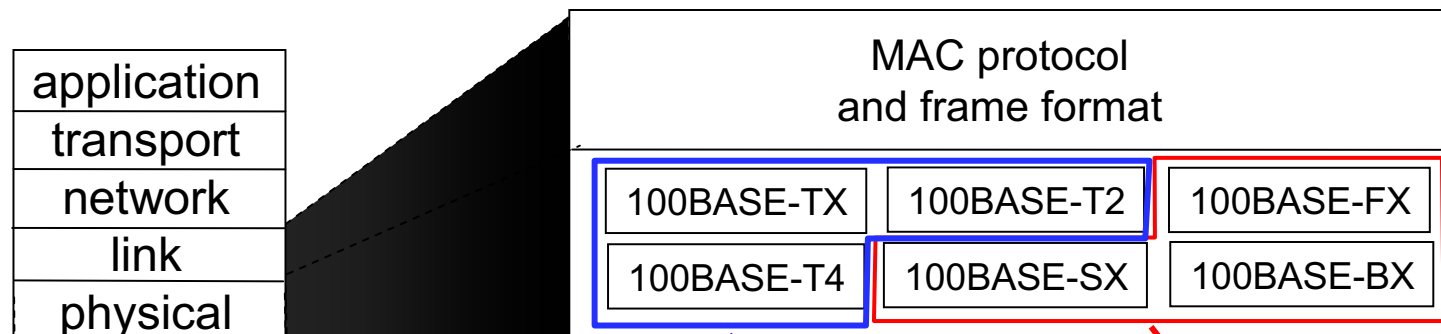 application
transport
network
link
physical
MAC protocol
and frame format
100BASE-TX
100BASE-T2
100BASE-FX
100BASE-T4
100BASE-SX
100BASE-BX